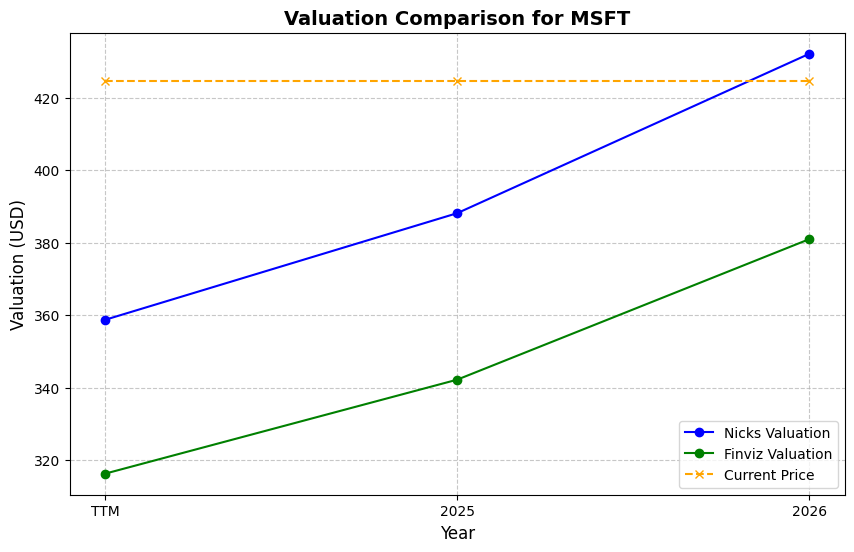 Valuation Comparison for MSFT
Valuation (USD)
420
400
380
360
340
320
TTM
2025
2026
Year
Nicks Valuation
Finviz Valuation
Current Price